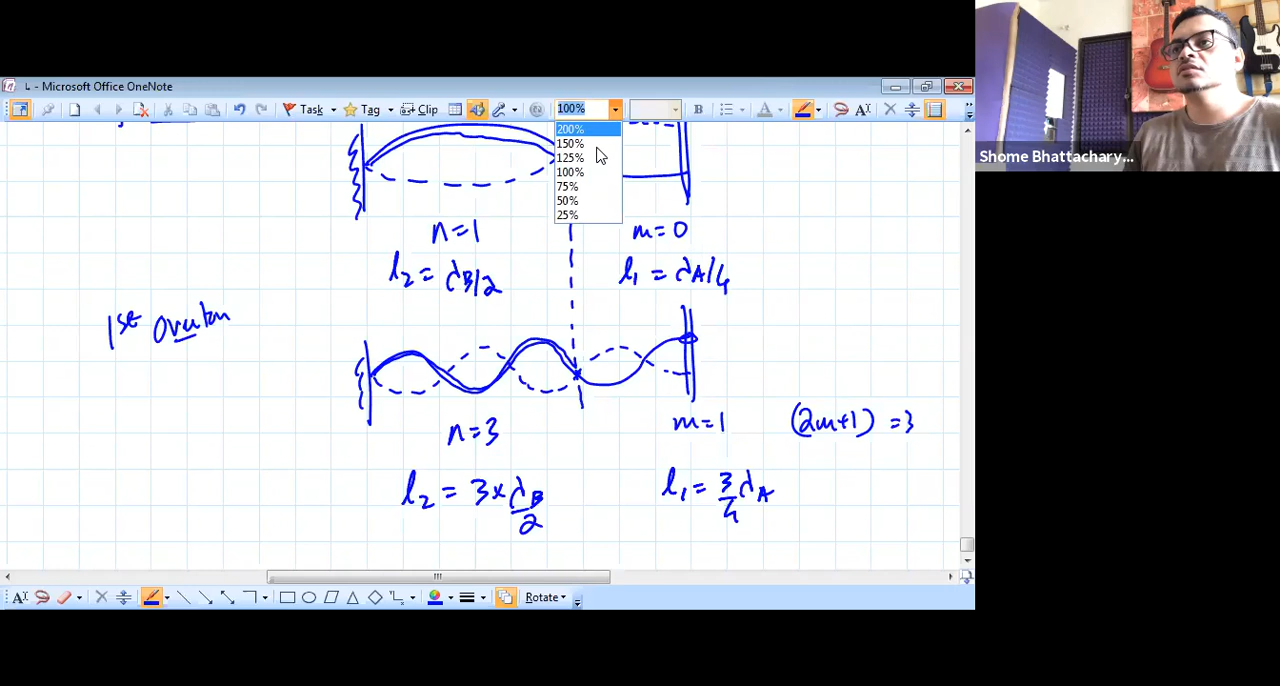 L - Microsoft Office OneNote
Task Tag Clip 100% B A A
200%
150%
125%
100%
75%
50%
25%
Shome Bhattachary...
n=1 m=0
l₂ = λB/2 l₁ = λA/4
1st Overton
n=3 m=1 (2m+1) =3
l₂ = 3×λB/2 l₁ = 3/4 λA
A Rotate